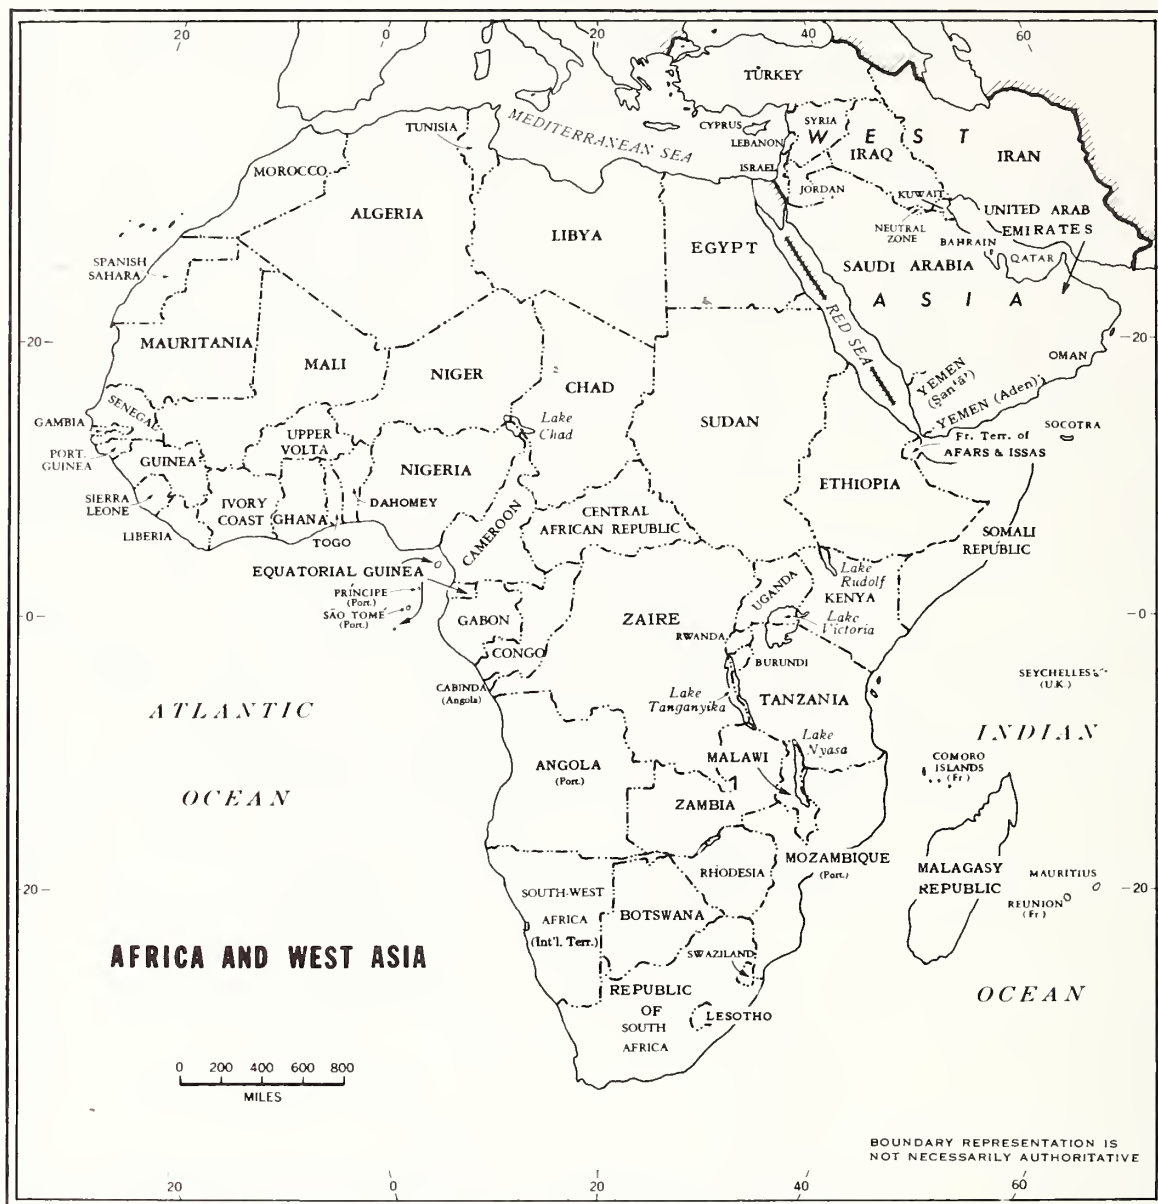 20
0
20
40
60
TURKEY
TUNISIA
MEDITERRANEAN SEA
CYPRUS
SYRIA
LEBANON
W E S T
ISRAEL
IRAQ
IRAN
MOROCCO
JORDAN
KUWAIT
ALGERIA
LIBYA
EGYPT
NEUTRAL
ZONE
UNITED ARAB
EMIRATES
BAHRAIN
QATAR
SPANISH
SAHARA
SAUDI ARABIA
A S I A
20
MAURITANIA
MALI
NIGER
CHAD
RED SEA
20
OMAN
YEMEN
(Ṣan'ā')
YEMEN (Aden)
SENEGAL
GAMBIA
PORT.
GUINEA
GUINEA
UPPER
VOLTA
Lake
Chad
SUDAN
SOCOTRA
Fr. Terr. of
AFARS & ISSAS
NIGERIA
SIERRA
LEONE
IVORY
COAST
GHANA
DAHOMEY
ETHIOPIA
LIBERIA
TOGO
CAMEROON
CENTRAL
AFRICAN REPUBLIC
SOMALI
REPUBLIC
EQUATORIAL GUINEA
PRÍNCIPE
(Port.)
SÃO TOMÉ
(Port.)
Lake
Rudolf
UGANDA
KENYA
0
GABON
ZAIRE
Lake
Victoria
0
CONGO
RWANDA
BURUNDI
CABINDA
(Angola)
Lake
Tanganyika
TANZANIA
SEYCHELLES
(U.K.)
ATLANTIC
OCEAN
INDIAN
Lake
Nyasa
MALAWI
ANGOLA
(Port.)
COMORO
ISLANDS
(Fr)
ZAMBIA
MOZAMBIQUE
(Port.)
RHODESIA
MALAGASY
REPUBLIC
MAURITIUS
REUNION
(Fr)
20
SOUTH-WEST
AFRICA
(Int'l. Terr.)
BOTSWANA
20
SWAZILAND
AFRICA AND WEST ASIA
REPUBLIC
OF
SOUTH
AFRICA
LESOTHO
OCEAN
0 200 400 600 800
MILES
BOUNDARY REPRESENTATION IS
NOT NECESSARILY AUTHORITATIVE
20
0
20
40
60